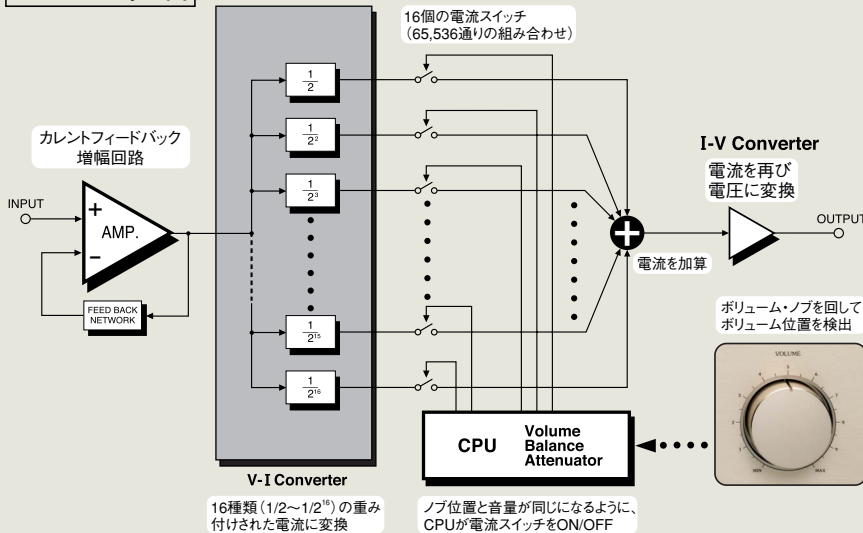 16個の電流スイッチ
（65,536通りの組み合わせ）
カレントフィードバック
増幅回路
INPUT
+
−
AMP.
FEED BACK
NETWORK
1/2
1/2²
1/2³
1/2¹⁵
1/2¹⁶
V-I Converter
16種類（1/2〜1/2¹⁶）の重み
付けされた電流に変換
+
電流を加算
I-V Converter
電流を再び
電圧に変換
OUTPUT
CPU
Volume
Balance
Attenuator
ノブ位置と音量が同じになるように、
CPUが電流スイッチをON/OFF
ボリューム・ノブを回して
ボリューム位置を検出
VOLUME
5
MIN
MAX